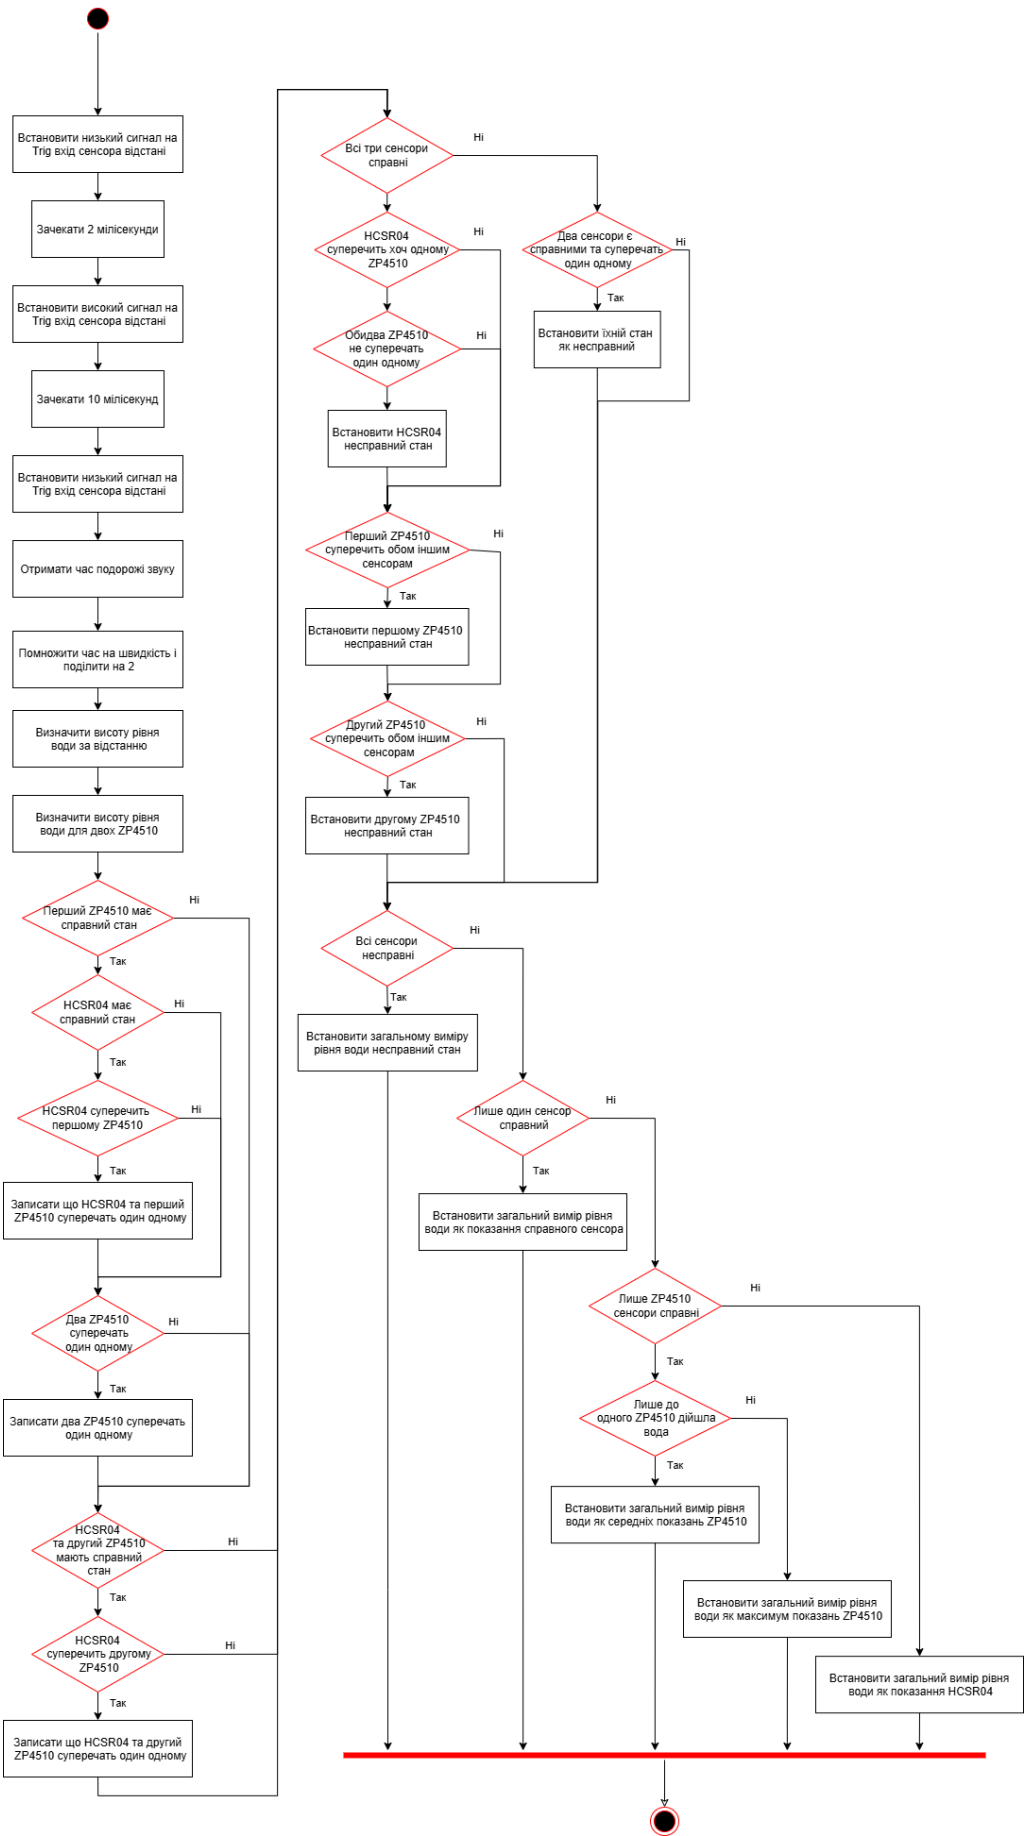 Встановити низький сигнал на
Trig вхід сенсора відстані
Зачекати 2 мілісекунди
Встановити високий сигнал на
Trig вхід сенсора відстані
Зачекати 10 мілісекунд
Встановити низький сигнал на
Trig вхід сенсора відстані
Отримати час подорожі звуку
Помножити час на швидкість і
поділити на 2
Визначити висоту рівня
води за відстанню
Визначити висоту рівня
води для двох ZP4510
Перший ZP4510 має
справний стан
Ні
Так
HCSR04 має
справний стан
Ні
Так
HCSR04 суперечить
першому ZP4510
Ні
Так
Записати що HCSR04 та перший
ZP4510 суперечать один одному
Два ZP4510
суперечать
один одному
Ні
Так
Записати два ZP4510 суперечать
один одному
HCSR04
та другий ZP4510
мають справний
стан
Ні
Так
HCSR04
суперечить другому
ZP4510
Ні
Так
Записати що HCSR04 та другий
ZP4510 суперечать один одному
Всі три сенсори
справні
Ні
HCSR04
суперечить хоч одному
ZP4510
Ні
Два сенсори є
справними та суперечать
один одному
Ні
Так
Встановити їхній стан
як несправний
Обидва ZP4510
не суперечать
один одному
Ні
Встановити HCSR04
несправний стан
Перший ZP4510
суперечить обом іншим
сенсорам
Ні
Так
Встановити першому ZP4510
несправний стан
Другий ZP4510
суперечить обом іншим
сенсорам
Ні
Так
Встановити другому ZP4510
несправний стан
Всі сенсори
несправні
Ні
Так
Встановити загальному виміру
рівня води несправний стан
Лише один сенсор
справний
Ні
Так
Встановити загальний вимір рівня
води як показання справного сенсора
Лише ZP4510
сенсори справні
Ні
Так
Лише до
одного ZP4510 дійшла
вода
Ні
Так
Встановити загальний вимір рівня
води як середніх показань ZP4510
Встановити загальний вимір рівня
води як максимум показань ZP4510
Встановити загальний вимір рівня
води як показання HCSR04